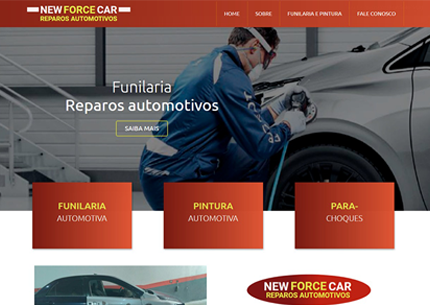 NEW FORCE CAR
REPAROS AUTOMOTIVOS
HOME SOBRE FUNILARIA E PINTURA FALE CONOSCO
Funilaria
Reparos automotivos
SAIBA MAIS
FUNILARIA
AUTOMOTIVA
PINTURA
AUTOMOTIVA
PARA-
CHOQUES
NEW FORCE CAR
REPAROS AUTOMOTIVOS